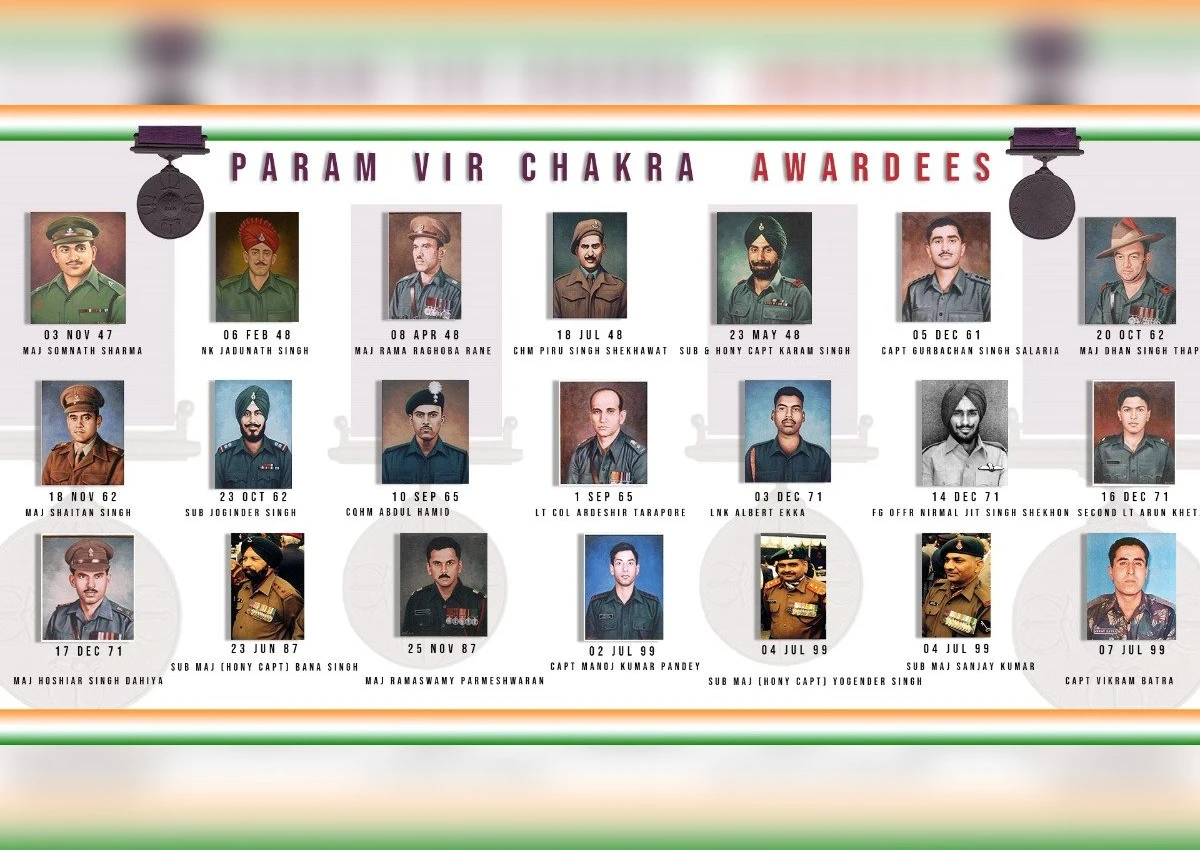 PARAM VIR CHAKRA AWARDEES
03 NOV 47
MAJ SOMNATH SHARMA
06 FEB 48
NK JADUNATH SINGH
08 APR 48
MAJ RAMA RAGHOBA RANE
18 JUL 48
CHM PIRU SINGH SHEKHAWAT
23 MAY 48
SUB & HONY CAPT KARAM SINGH
05 DEC 61
CAPT GURBACHAN SINGH SALARIA
20 OCT 62
MAJ DHAN SINGH THAP
18 NOV 62
MAJ SHAITAN SINGH
23 OCT 62
SUB JOGINDER SINGH
10 SEP 65
CQHM ABDUL HAMID
1 SEP 65
LT COL ARDESHIR TARAPORE
03 DEC 71
LNK ALBERT EKKA
14 DEC 71
FG OFFR NIRMAL JIT SINGH SHEKHON
16 DEC 71
SECOND LT ARUN KHET
17 DEC 71
MAJ HOSHIAR SINGH DAHIYA
23 JUN 87
SUB MAJ (HONY CAPT) BANA SINGH
25 NOV 87
MAJ RAMASWAMY PARMESHWARAN
02 JUL 99
CAPT MANOJ KUMAR PANDEY
04 JUL 99
SUB MAJ (HONY CAPT) YOGENDER SINGH
04 JUL 99
SUB MAJ SANJAY KUMAR
07 JUL 99
CAPT VIKRAM BATRA